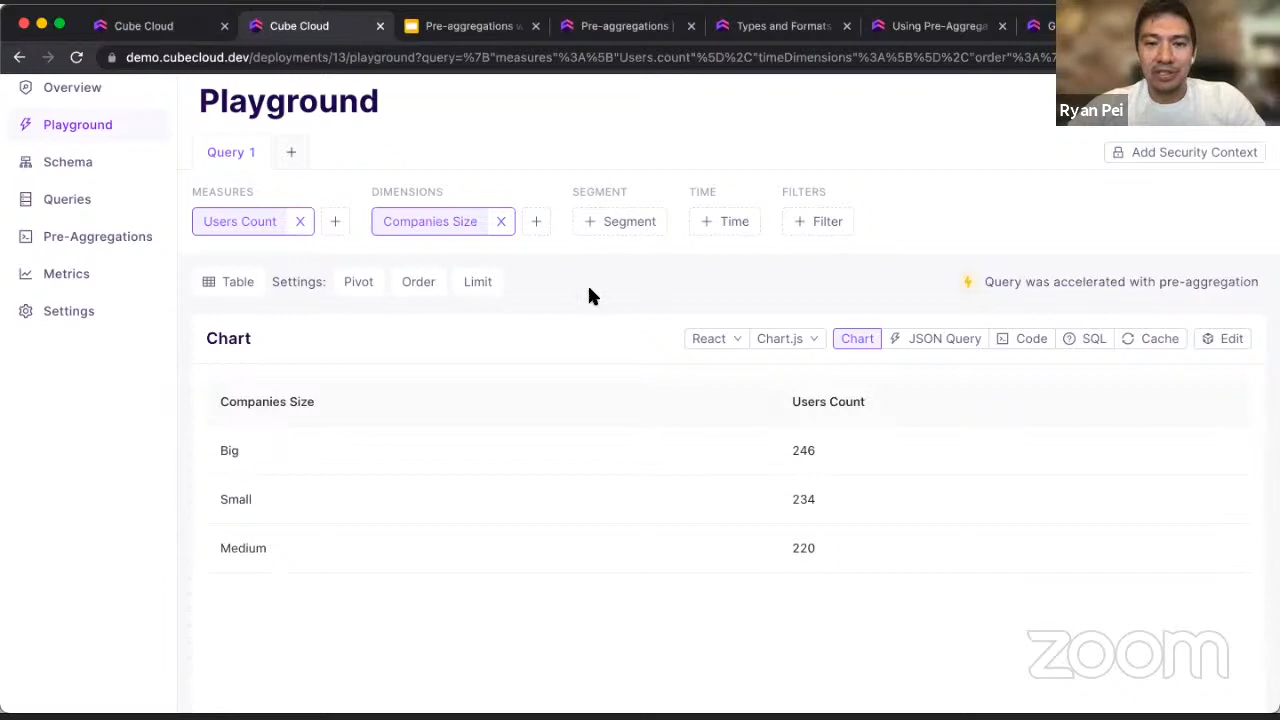 Cube Cloud
Cube Cloud
Pre-aggregations
Pre-aggregations
Types and Formats
Using Pre-Aggrega
demo.cubecloud.dev/deployments/13/playground?query=%7B"measures"%3A%5B"Users.count"%5D%2C"timeDimensions"%3A%5B%5D%2C"order"%3A%
Ryan Pei
Overview
Playground
Schema
Queries
Pre-Aggregations
Metrics
Settings
Playground
Query 1
+
Add Security Context
MEASURES
DIMENSIONS
SEGMENT
TIME
FILTERS
Users Count X +
Companies Size X +
+ Segment
+ Time
+ Filter
Table Settings: Pivot Order Limit
Query was accelerated with pre-aggregation
Chart
React Chart.js Chart JSON Query Code SQL Cache Edit
Companies Size Users Count
Big 246
Small 234
Medium 220
zoom